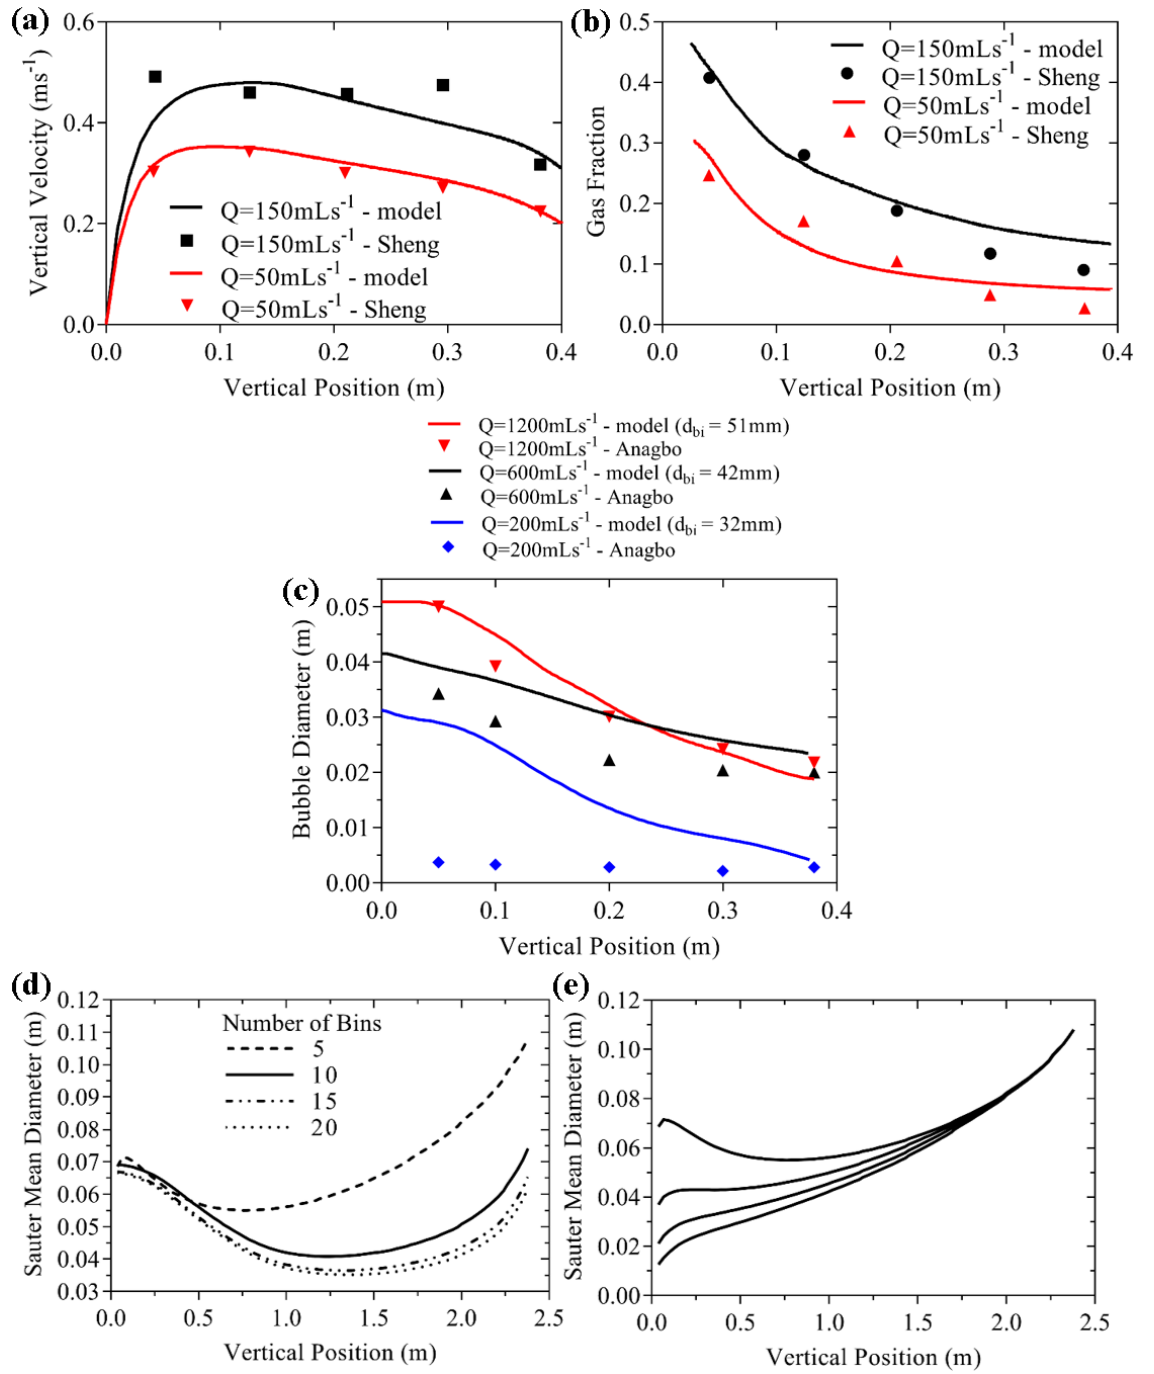 (a)
0.6
0.4
0.2
0.0
Vertical Velocity (ms⁻¹)
Q=150mLs⁻¹ - model
Q=150mLs⁻¹ - Sheng
Q=50mLs⁻¹ - model
Q=50mLs⁻¹ - Sheng
0.0 0.1 0.2 0.3 0.4
Vertical Position (m)
(b)
0.5
0.4
0.3
0.2
0.1
0.0
Gas Fraction
Q=150mLs⁻¹ - model
Q=150mLs⁻¹ - Sheng
Q=50mLs⁻¹ - model
Q=50mLs⁻¹ - Sheng
0.0 0.1 0.2 0.3 0.4
Vertical Position (m)
Q=1200mLs⁻¹ - model (d_bi = 51mm)
Q=1200mLs⁻¹ - Anagbo
Q=600mLs⁻¹ - model (d_bi = 42mm)
Q=600mLs⁻¹ - Anagbo
Q=200mLs⁻¹ - model (d_bi = 32mm)
Q=200mLs⁻¹ - Anagbo
(c)
0.05
0.04
0.03
0.02
0.01
0.00
Bubble Diameter (m)
0.0 0.1 0.2 0.3 0.4
Vertical Position (m)
(d)
0.12
0.11
0.10
0.09
0.08
0.07
0.06
0.05
0.04
0.03
Sauter Mean Diameter (m)
Number of Bins
5
10
15
20
0.0 0.5 1.0 1.5 2.0 2.5
Vertical Position (m)
(e)
0.12
0.10
0.08
0.06
0.04
0.02
0.00
Sauter Mean Diameter (m)
0.0 0.5 1.0 1.5 2.0 2.5
Vertical Position (m)